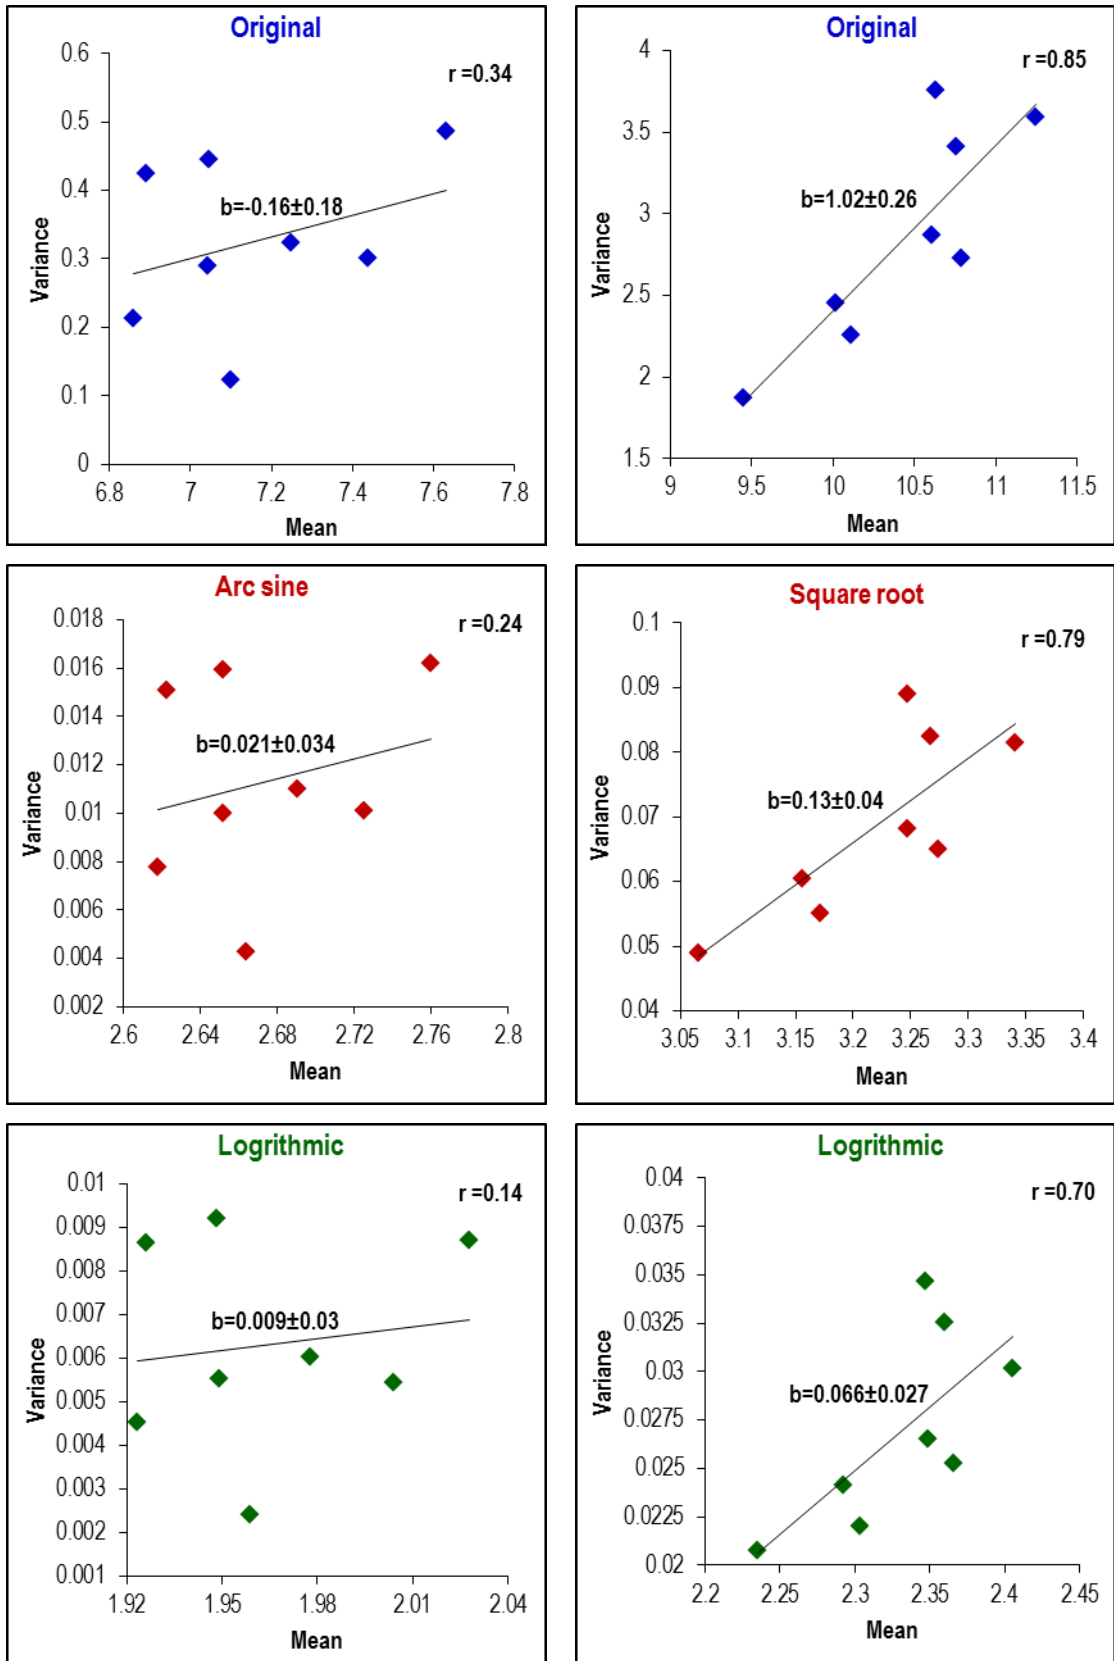 Original
r =0.34
0.6
0.5
0.4
0.3
0.2
0.1
0
Variance
b=-0.16±0.18
6.8 7 7.2 7.4 7.6 7.8
Mean
Original
r =0.85
4
3.5
3
2.5
2
1.5
Variance
b=1.02±0.26
9 9.5 10 10.5 11 11.5
Mean
Arc sine
r =0.24
0.018
0.016
0.014
0.012
0.01
0.008
0.006
0.004
0.002
Variance
b=0.021±0.034
2.6 2.64 2.68 2.72 2.76 2.8
Mean
Square root
r =0.79
0.1
0.09
0.08
0.07
0.06
0.05
0.04
Variance
b=0.13±0.04
3.05 3.1 3.15 3.2 3.25 3.3 3.35 3.4
Mean
Logrithmic
r =0.14
0.01
0.009
0.008
0.007
0.006
0.005
0.004
0.003
0.002
0.001
Variance
b=0.009±0.03
1.92 1.95 1.98 2.01 2.04
Mean
Logrithmic
r =0.70
0.04
0.0375
0.035
0.0325
0.03
0.0275
0.025
0.0225
0.02
Variance
b=0.066±0.027
2.2 2.25 2.3 2.35 2.4 2.45
Mean